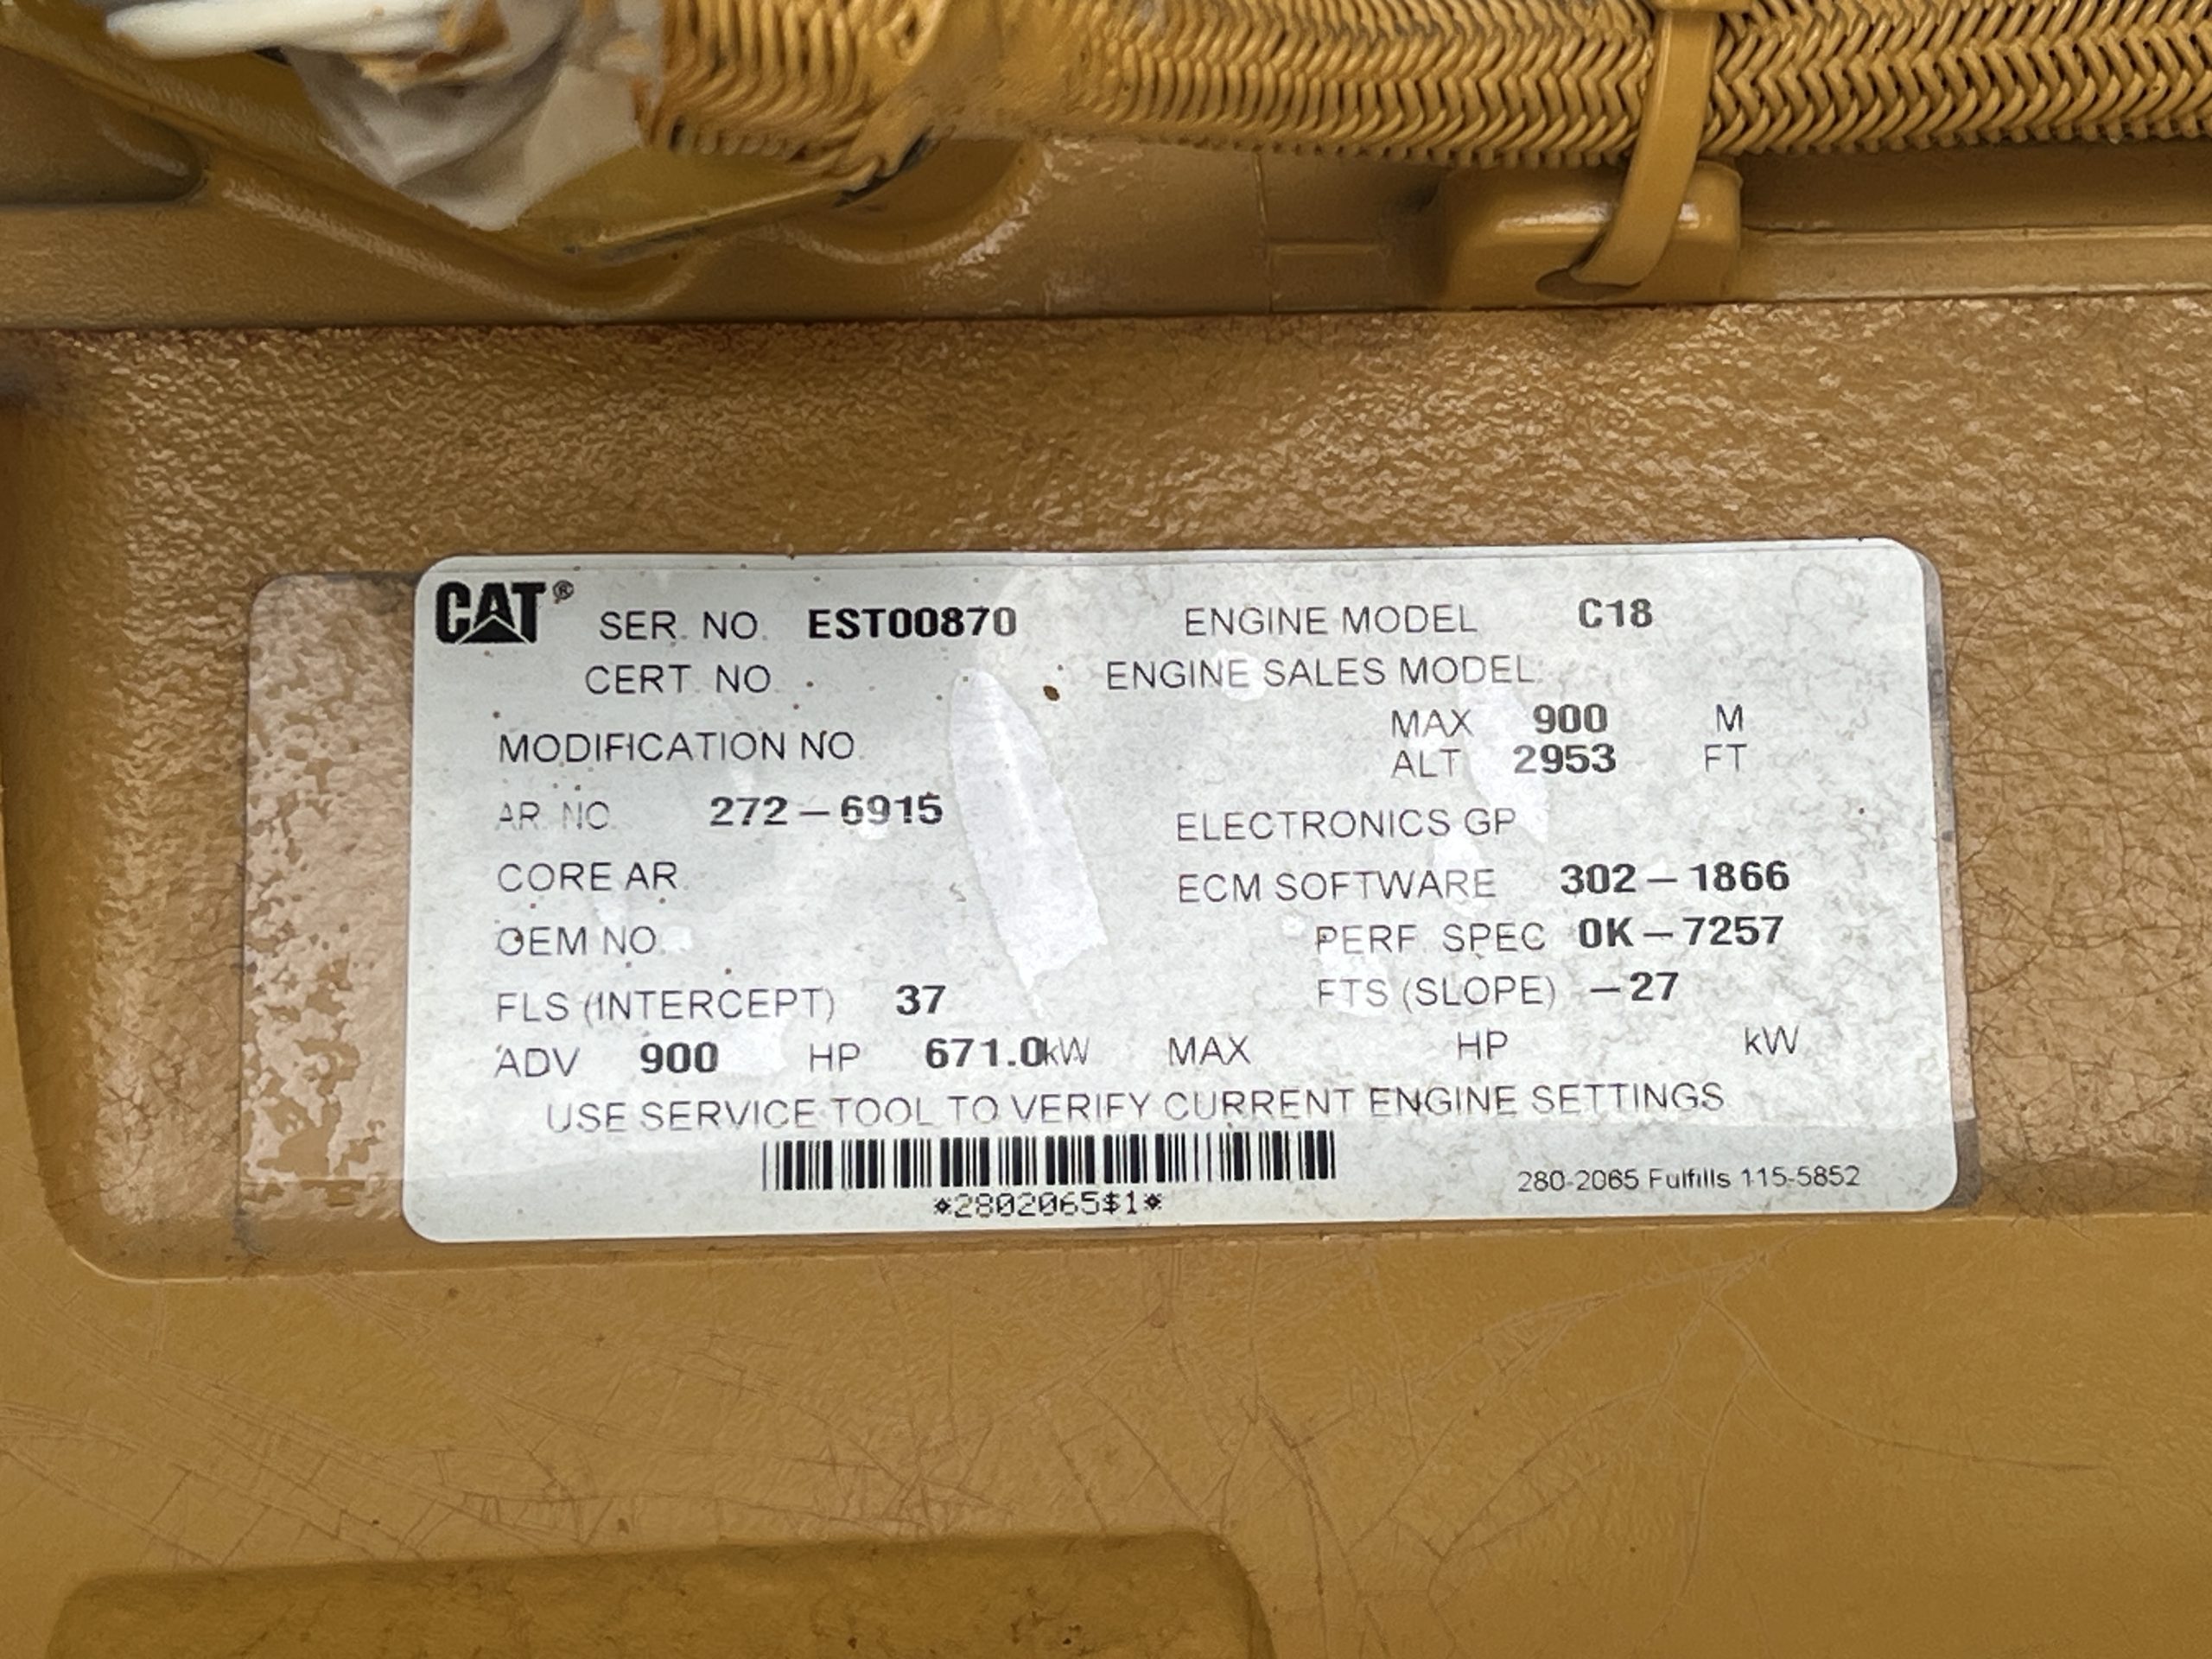 CAT® SER. NO. EST00870 ENGINE MODEL C18
CERT. NO. ENGINE SALES MODEL:
MAX 900 M
MODIFICATION NO. ALT 2953 FT
AR. NO. 272-6915 ELECTRONICS GP
CORE AR. ECM SOFTWARE 302-1866
OEM NO. PERF. SPEC 0K-7257
FLS (INTERCEPT) 37 FTS (SLOPE) -27
ADV 900 HP 671.0kW MAX HP kW
USE SERVICE TOOL TO VERIFY CURRENT ENGINE SETTINGS
*2802065$1*
280-2065 Fulfills 115-5852